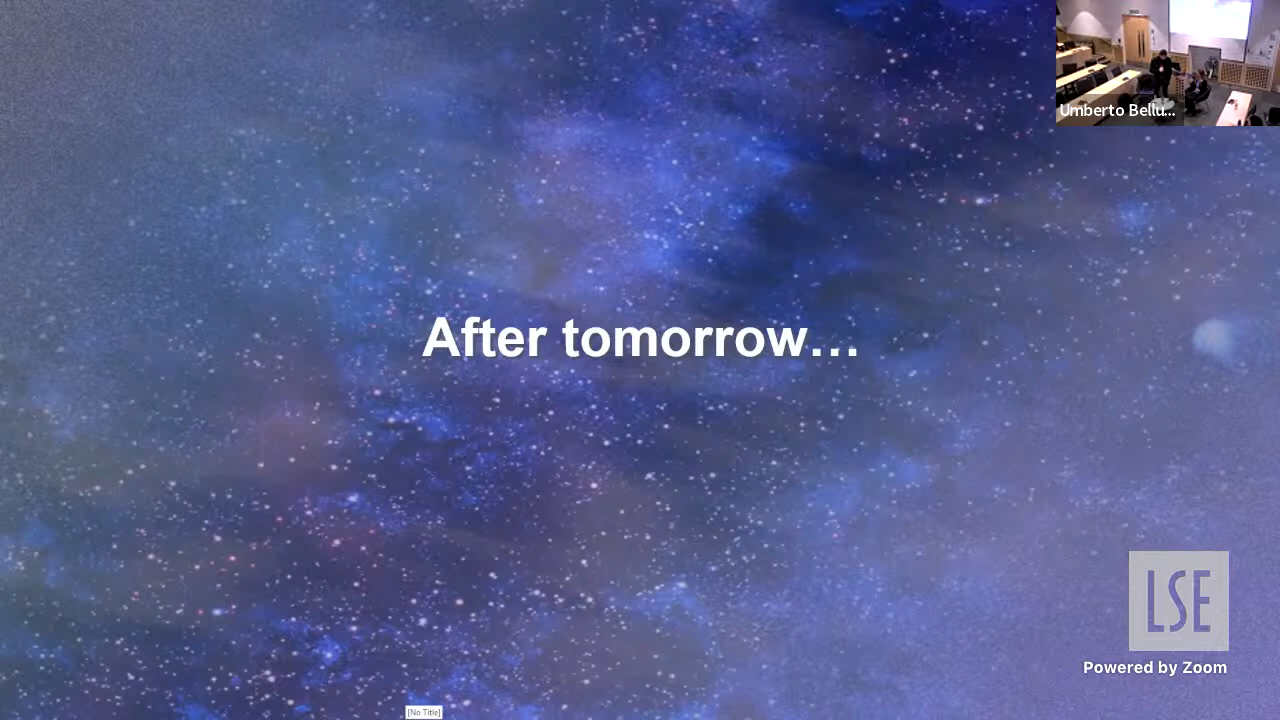 Umberto Bellu...
After tomorrow...
LSE
Powered by Zoom
[No Title]